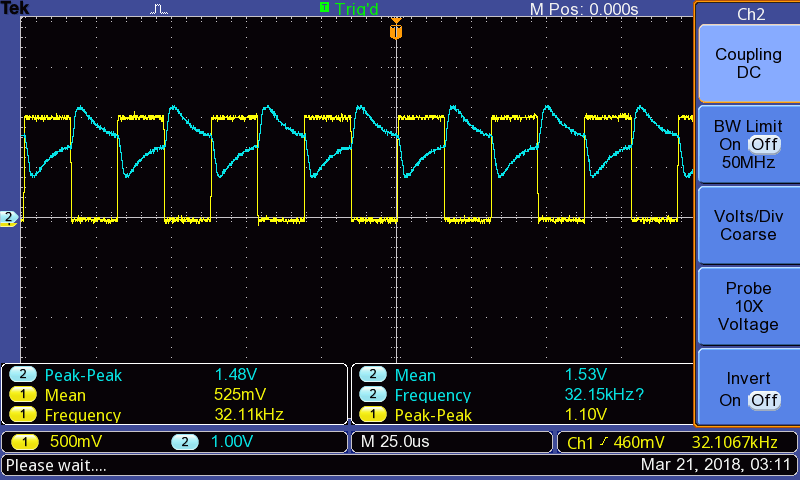 Tek T Trig'd M Pos: 0.000s
Ch2
T
Coupling
DC
BW Limit
On Off
50MHz
2
Volts/Div
Coarse
Probe
10X
Voltage
Invert
On Off
2 Peak-Peak 1.48V 2 Mean 1.53V
1 Mean 525mV 2 Frequency 32.15kHz?
1 Frequency 32.11kHz 1 Peak-Peak 1.10V
1 500mV 2 1.00V M 25.0us Ch1 460mV 32.1067kHz
Please wait.... Mar 21, 2018, 03:11